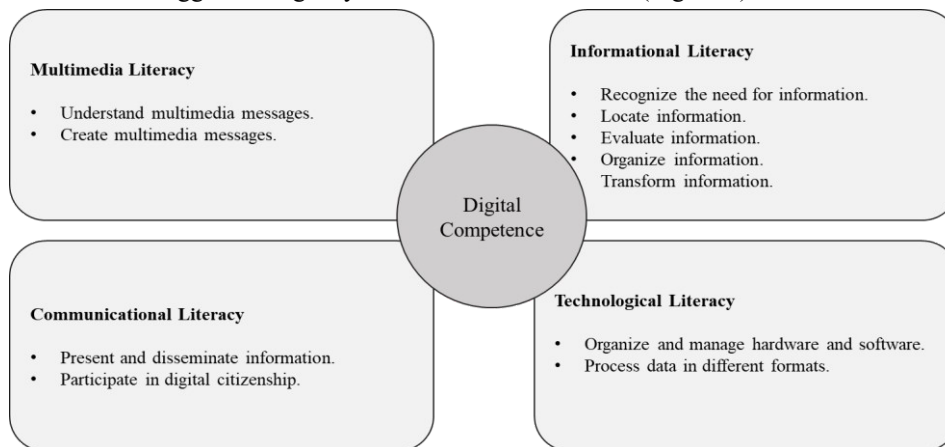 Multimedia Literacy
• Understand multimedia messages.
• Create multimedia messages.
Informational Literacy
• Recognize the need for information.
• Locate information.
• Evaluate information.
• Organize information.
Transform information.
Digital
Competence
Communicational Literacy
• Present and disseminate information.
• Participate in digital citizenship.
Technological Literacy
• Organize and manage hardware and software.
• Process data in different formats.